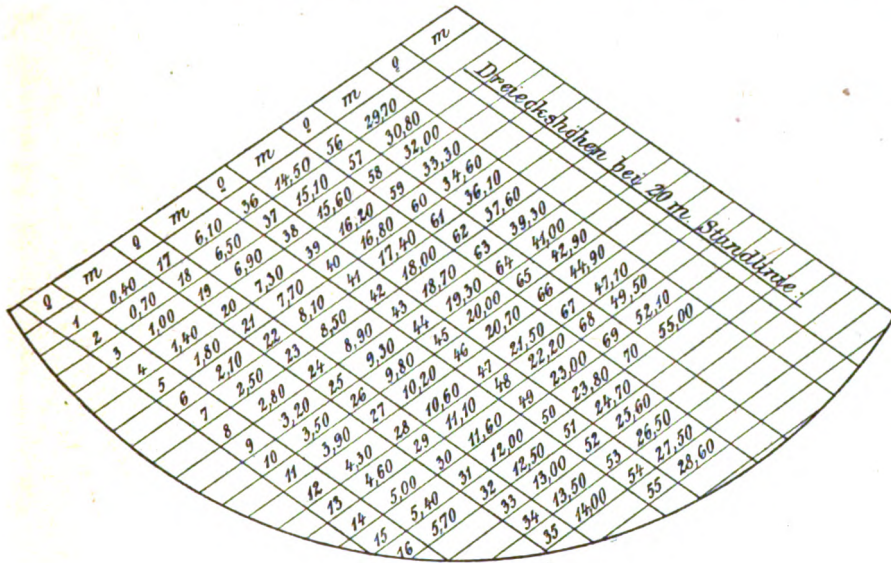 Dreieckshöhen bei 20 m. Standlinie:
º m º m º m º m
1 0,40 17 6,10 36 14,50 56 29,70
2 0,70 18 6,50 37 15,10 57 30,80
3 1,00 19 6,90 38 15,60 58 32,00
4 1,40 20 7,30 39 16,20 59 33,30
5 1,80 21 7,70 40 16,80 60 34,60
6 2,10 22 8,10 41 17,40 61 36,10
7 2,50 23 8,50 42 18,00 62 37,60
8 2,80 24 8,90 43 18,70 63 39,30
9 3,20 25 9,30 44 19,30 64 41,00
10 3,50 26 9,80 45 20,00 65 42,90
11 3,90 27 10,20 46 20,70 66 44,90
12 4,30 28 10,60 47 21,50 67 47,10
13 4,60 29 11,10 48 22,20 68 49,50
14 5,00 30 11,60 49 23,00 69 52,10
15 5,40 31 12,00 50 23,80 70 55,00
16 5,70 32 12,50 51 24,70
33 13,00 52 25,60
34 13,50 53 26,50
35 14,00 54 27,50
55 28,60